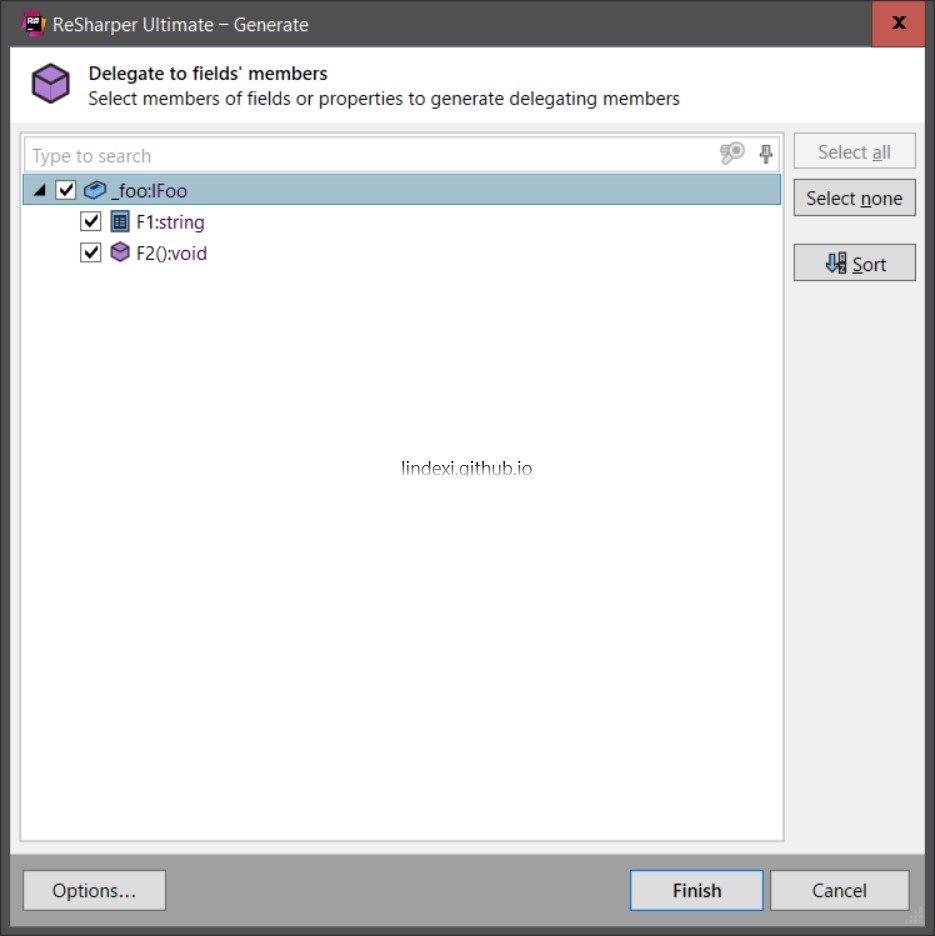 ReSharper Ultimate – Generate
x
Delegate to fields' members
Select members of fields or properties to generate delegating members
Type to search
Select all
_foo:IFoo
Select none
F1:string
F2():void
Sort
lindexi.github.io
Options...
Finish
Cancel